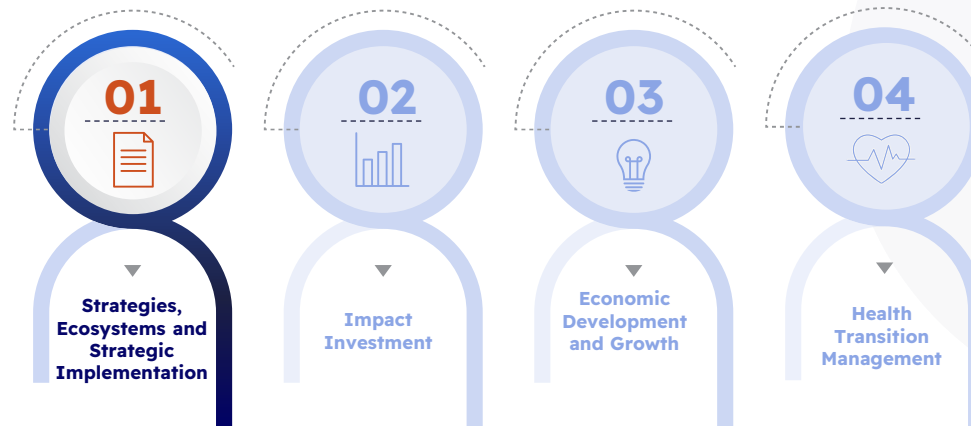 01
Strategies,
Ecosystems and
Strategic
Implementation
02
Impact
Investment
03
Economic
Development
and Growth
04
Health
Transition
Management